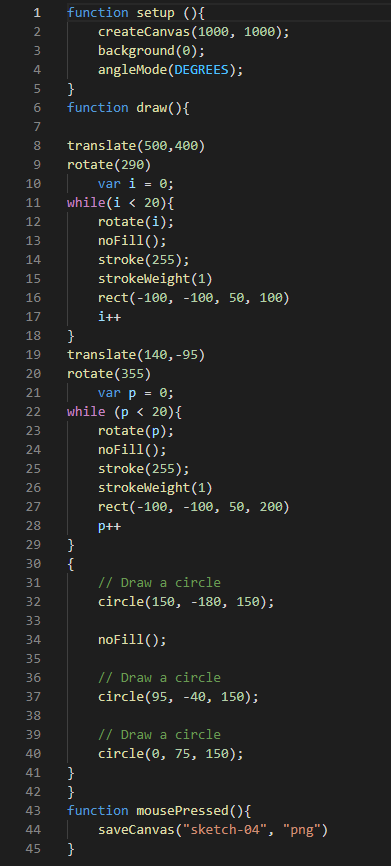 1 function setup (){
2 createCanvas(1000, 1000);
3 background(0);
4 angleMode(DEGREES);
5 }
6 function draw(){
7
8 translate(500,400)
9 rotate(290)
10 var i = 0;
11 while(i < 20){
12 rotate(i);
13 noFill();
14 stroke(255);
15 strokeWeight(1)
16 rect(-100, -100, 50, 100)
17 i++
18 }
19 translate(140,-95)
20 rotate(355)
21 var p = 0;
22 while (p < 20){
23 rotate(p);
24 noFill();
25 stroke(255);
26 strokeWeight(1)
27 rect(-100, -100, 50, 200)
28 p++
29 }
30 {
31 // Draw a circle
32 circle(150, -180, 150);
33
34 noFill();
35
36 // Draw a circle
37 circle(95, -40, 150);
38
39 // Draw a circle
40 circle(0, 75, 150);
41 }
42 }
43 function mousePressed(){
44 saveCanvas("sketch-04", "png")
45 }